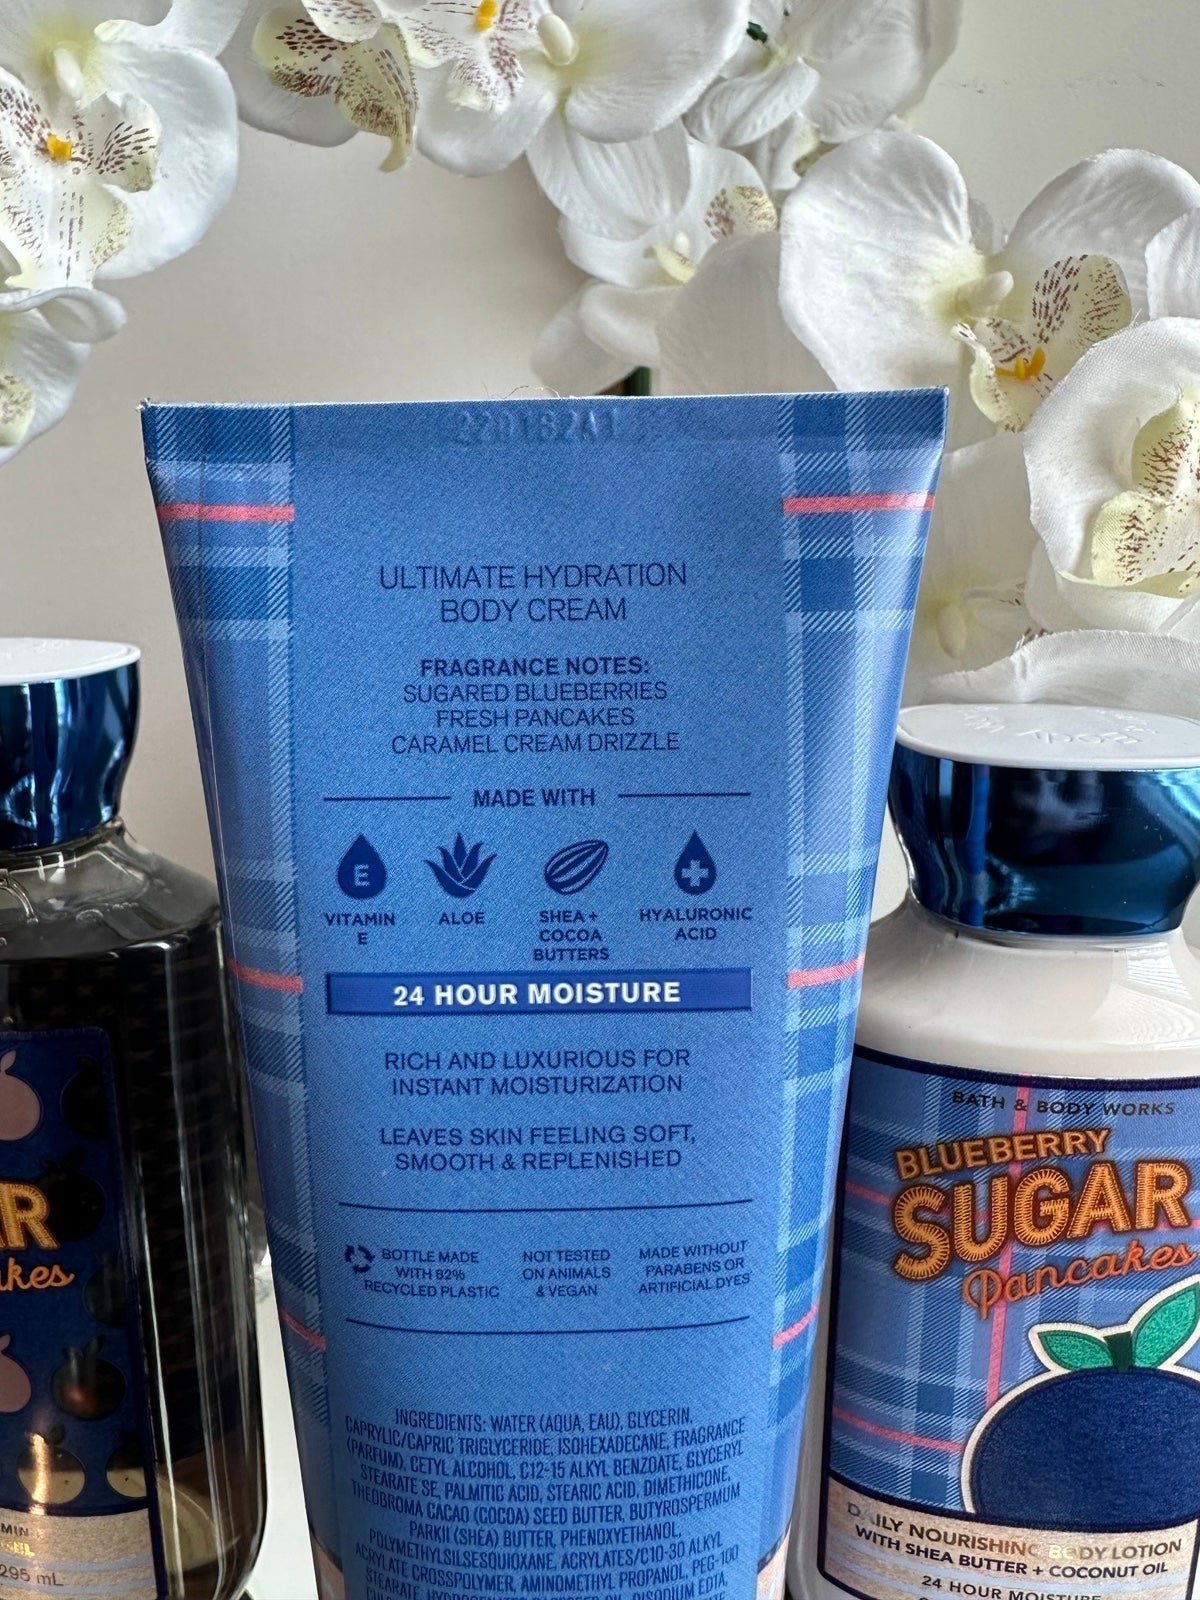 ULTIMATE HYDRATION
BODY CREAM
FRAGRANCE NOTES:
SUGARED BLUEBERRIES
FRESH PANCAKES
CARAMEL CREAM DRIZZLE
MADE WITH
E
VITAMIN
E
ALOE
SHEA +
COCOA
BUTTERS
HYALURONIC
ACID
24 HOUR MOISTURE
RICH AND LUXURIOUS FOR
INSTANT MOISTURIZATION
LEAVES SKIN FEELING SOFT,
SMOOTH & REPLENISHED
BOTTLE MADE
WITH 82%
RECYCLED PLASTIC
NOT TESTED
ON ANIMALS
& VEGAN
MADE WITHOUT
PARABENS OR
ARTIFICIAL DYES
INGREDIENTS: WATER (AQUA, EAU), GLYCERIN,
CAPRYLIC/CAPRIC TRIGLYCERIDE, ISOHEXADECANE, FRAGRANCE
(PARFUM), CETYL ALCOHOL, C12-15 ALKYL BENZOATE, GLYCERYL
STEARATE SE, PALMITIC ACID, STEARIC ACID, DIMETHICONE,
THEOBROMA CACAO (COCOA) SEED BUTTER, BUTYROSPERMUM
PARKII (SHEA) BUTTER, PHENOXYETHANOL,
POLYMETHYLSILSESQUIOXANE, ACRYLATES/C10-30 ALKYL
ACRYLATE CROSSPOLYMER, AMINOMETHYL PROPANOL, PEG-100
BATH & BODY WORKS
BLUEBERRY
SUGAR
Pancakes
DAILY NOURISHING BODY LOTION
WITH SHEA BUTTER + COCONUT OIL
24 HOUR MOISTURE
AR
akes
295 mL